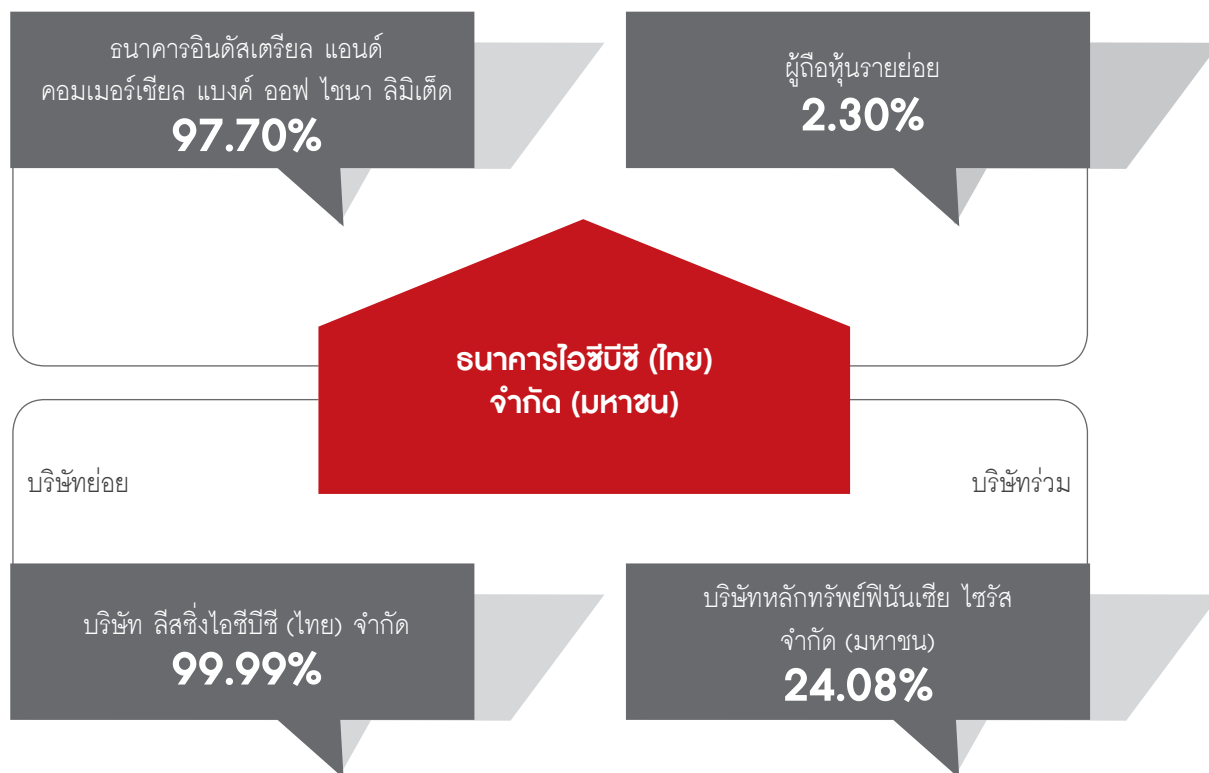 ธนาคารอินดัสเตรียล แอนด์
คอมเมอร์เชียล แบงค์ ออฟ ไชนา ลิมิเต็ด
97.70%
ผู้ถือหุ้นรายย่อย
2.30%
ธนาคารไอซีบีซี (ไทย)
จำกัด (มหาชน)
บริษัทย่อย
บริษัทร่วม
บริษัท ลีสซิ่งไอซีบีซี (ไทย) จำกัด
99.99%
บริษัทหลักทรัพย์ฟินันเซีย ไซรัส
จำกัด (มหาชน)
24.08%